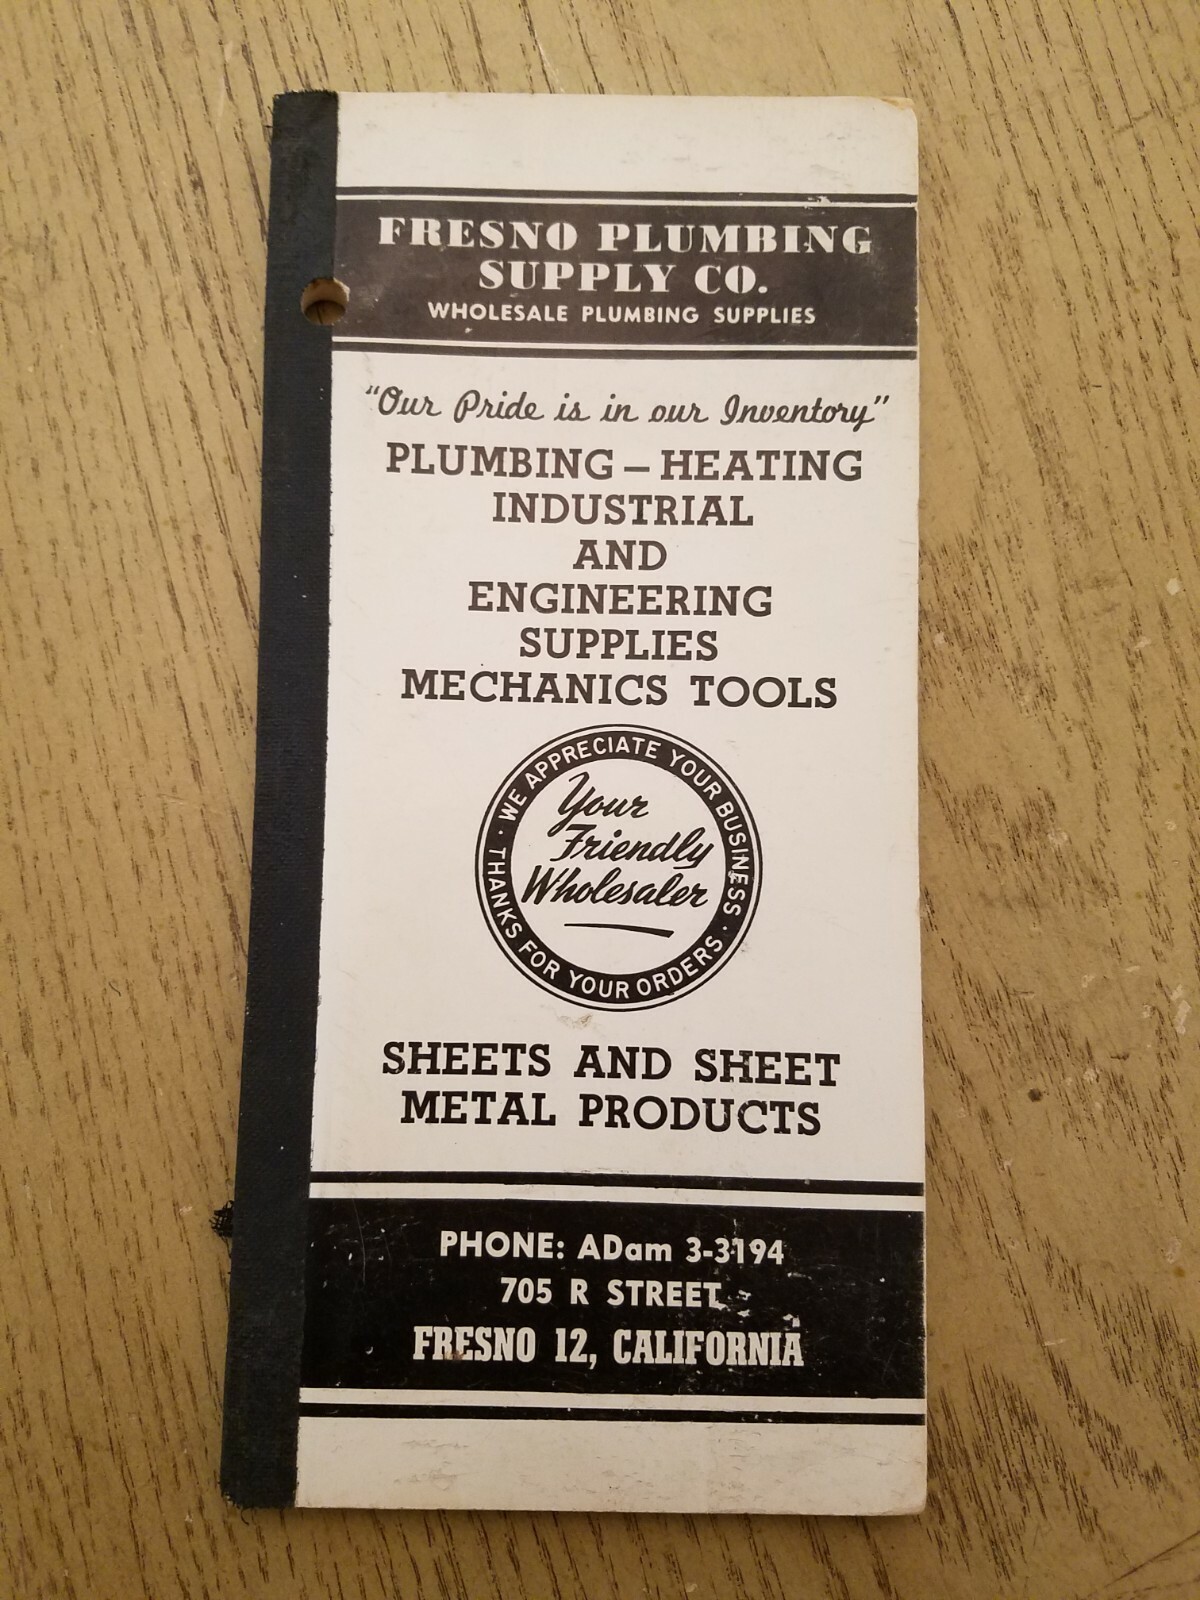 FRESNO PLUMBING
SUPPLY CO.
WHOLESALE PLUMBING SUPPLIES
"Our Pride is in our Inventory"
PLUMBING – HEATING
INDUSTRIAL
AND
ENGINEERING
SUPPLIES
MECHANICS TOOLS
WE APPRECIATE YOUR BUSINESS
Your
Friendly
Wholesaler
THANKS FOR YOUR ORDERS
SHEETS AND SHEET
METAL PRODUCTS
PHONE: ADam 3-3194
705 R STREET
FRESNO 12, CALIFORNIA